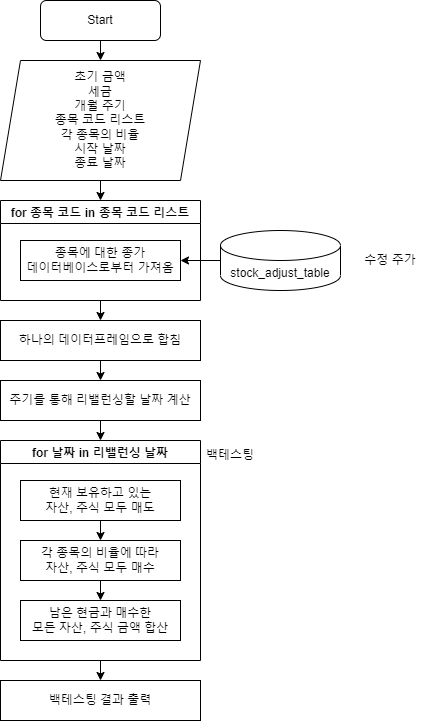 Start
초기 금액
세금
개월 주기
종목 코드 리스트
각 종목의 비율
시작 날짜
종료 날짜
for 종목 코드 in 종목 코드 리스트
종목에 대한 종가
데이터베이스로부터 가져옴
stock_adjust_table
수정 주가
하나의 데이터프레임으로 합침
주기를 통해 리밸런싱할 날짜 계산
for 날짜 in 리밸런싱 날짜
백테스팅
현재 보유하고 있는
자산, 주식 모두 매도
각 종목의 비율에 따라
자산, 주식 모두 매수
남은 현금과 매수한
모든 자산, 주식 금액 합산
백테스팅 결과 출력